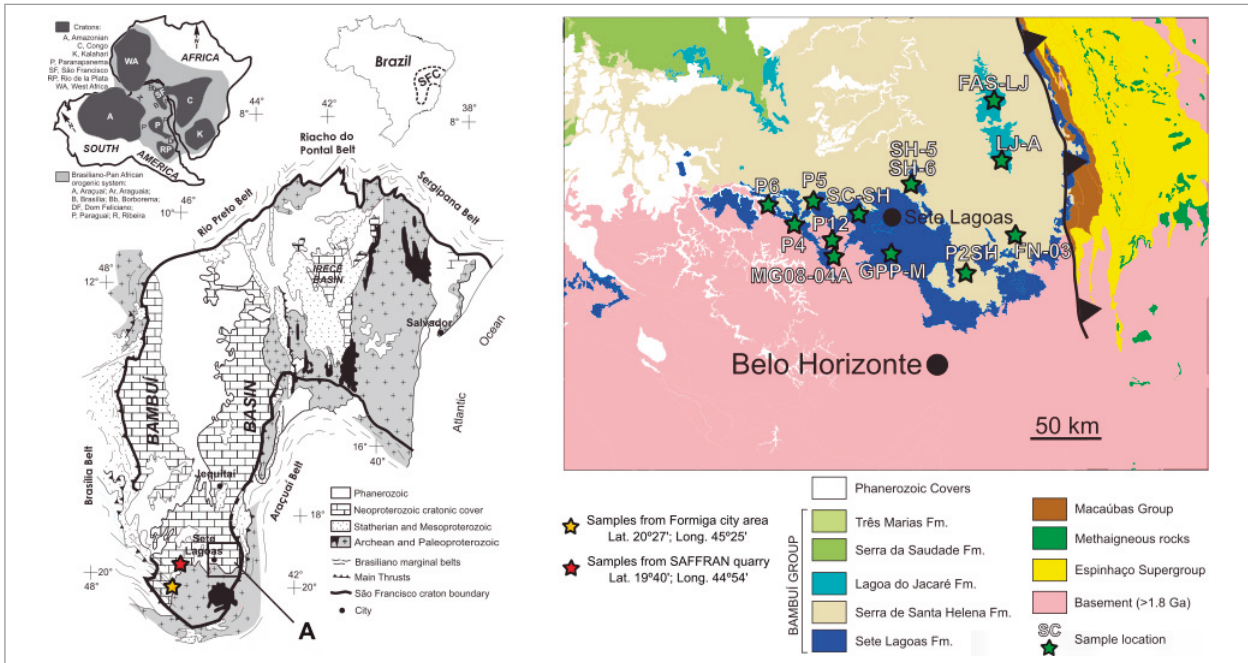 Cratons:
A, Amazonian
C, Congo
K, Kalahari
P, Paranapanema
SF, São Francisco
RP, Rio de la Plata
WA, West Africa
N
AFRICA
WA
C
A
P
K
RP
SOUTH
AMERICA
Brasiliano-Pan African
orogenic system:
A, Araçuaí; Ar, Araguaia;
B, Brasília; Bb, Borborema;
DF, Dom Feliciano;
P, Paraguai; R, Ribeira
Brazil
SFC
44°
8°
42°
38°
8°
Riacho do
Pontal Belt
46°
10°
Rio Preto Belt
Sergipana Belt
48°
12°
IRECÊ
BASIN
Salvador
Ocean
Atlantic
BAMBUÍ
BASIN
16°
40°
Brasília Belt
Jequitaí
Araçuaí Belt
18°
Sete
Lagoas
20°
48°
42°
20°
A
Phanerozoic
Neoproterozoic cratonic cover
Statherian and Mesoproterozoic
Archean and Paleoproterozoic
Brasiliano marginal belts
Main Thrusts
São Francisco craton boundary
City
FAS-LJ
LJ-A
SH-5
SH-6
P6
P5
SC-SH
Sete Lagoas
P4
P12
MG08-04A
GPP-M
P2SH
FN-03
Belo Horizonte
50 km
Samples from Formiga city area
Lat. 20°27'; Long. 45°25'
Samples from SAFFRAN quarry
Lat. 19º40'; Long. 44°54'
BAMBUÍ GROUP
Phanerozoic Covers
Três Marias Fm.
Serra da Saudade Fm.
Lagoa do Jacaré Fm.
Serra de Santa Helena Fm.
Sete Lagoas Fm.
Macaúbas Group
Methaigneous rocks
Espinhaço Supergroup
Basement (>1.8 Ga)
SC
Sample location